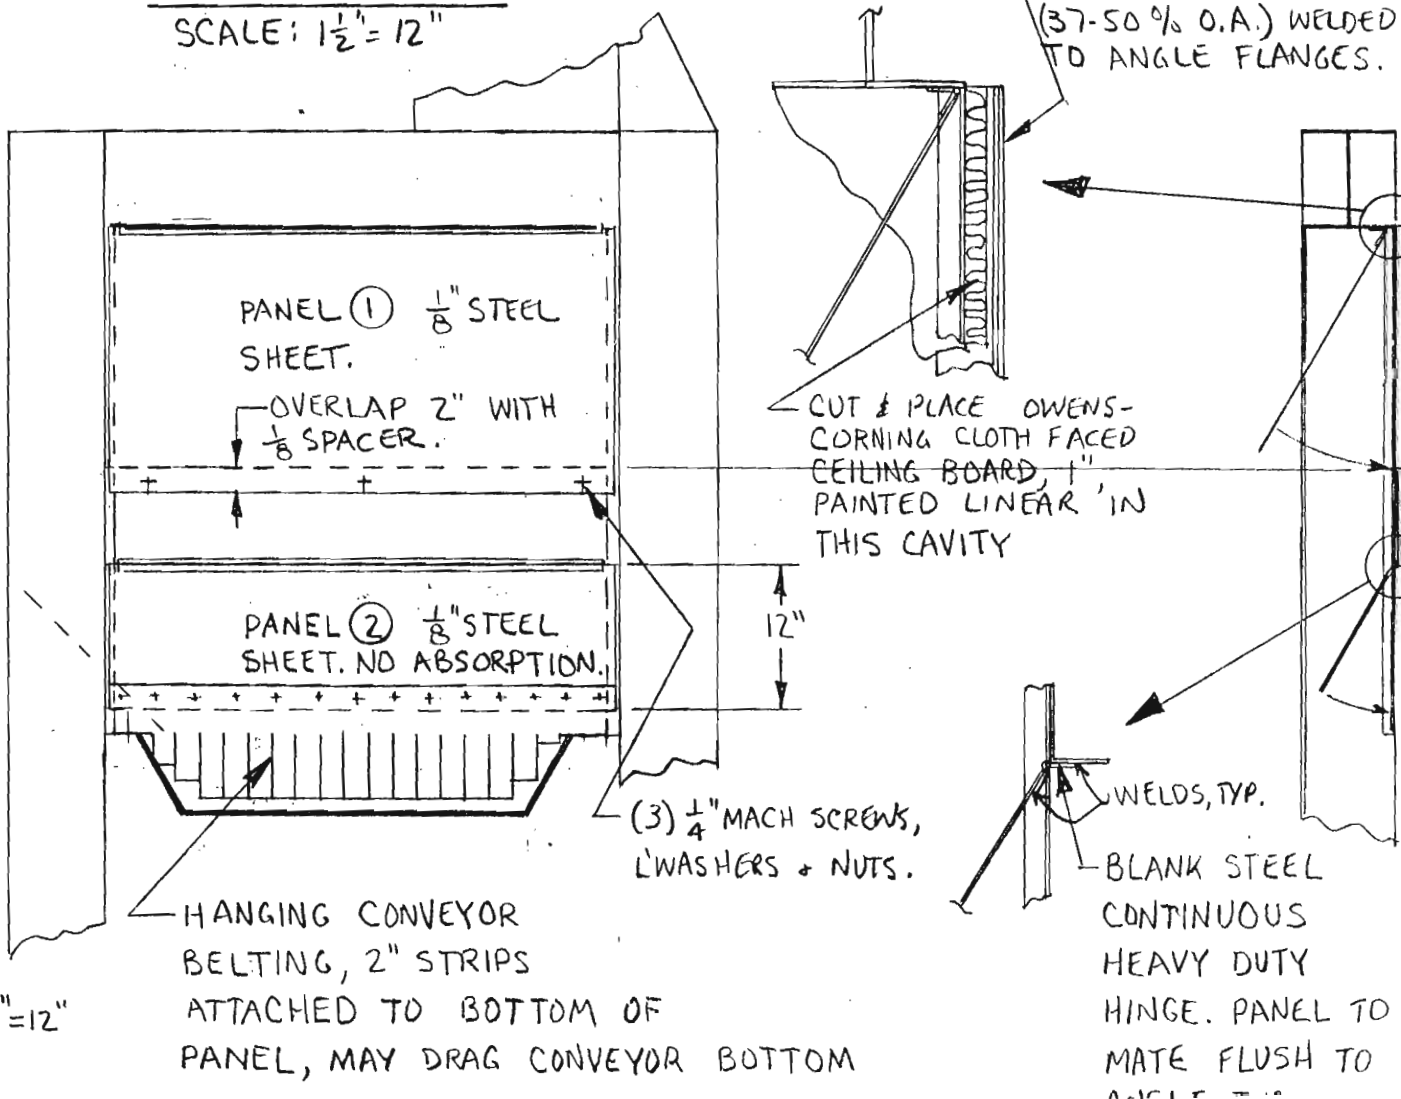 SCALE: 1½" = 12"
(37-50% O.A.) WELDED
TO ANGLE FLANGES.
PANEL ① ⅛" STEEL
SHEET.
OVERLAP 2" WITH
⅛ SPACER.
CUT & PLACE OWENS-
CORNING CLOTH FACED
CEILING BOARD, 1",
PAINTED LINEAR IN
THIS CAVITY
PANEL ② ⅛" STEEL
SHEET. NO ABSORPTION.
12"
(3) ¼" MACH SCREWS,
L'WASHERS & NUTS.
WELDS, TYP.
BLANK STEEL
CONTINUOUS
HEAVY DUTY
HINGE. PANEL TO
MATE FLUSH TO
HANGING CONVEYOR
BELTING, 2" STRIPS
ATTACHED TO BOTTOM OF
PANEL, MAY DRAG CONVEYOR BOTTOM
"=12"